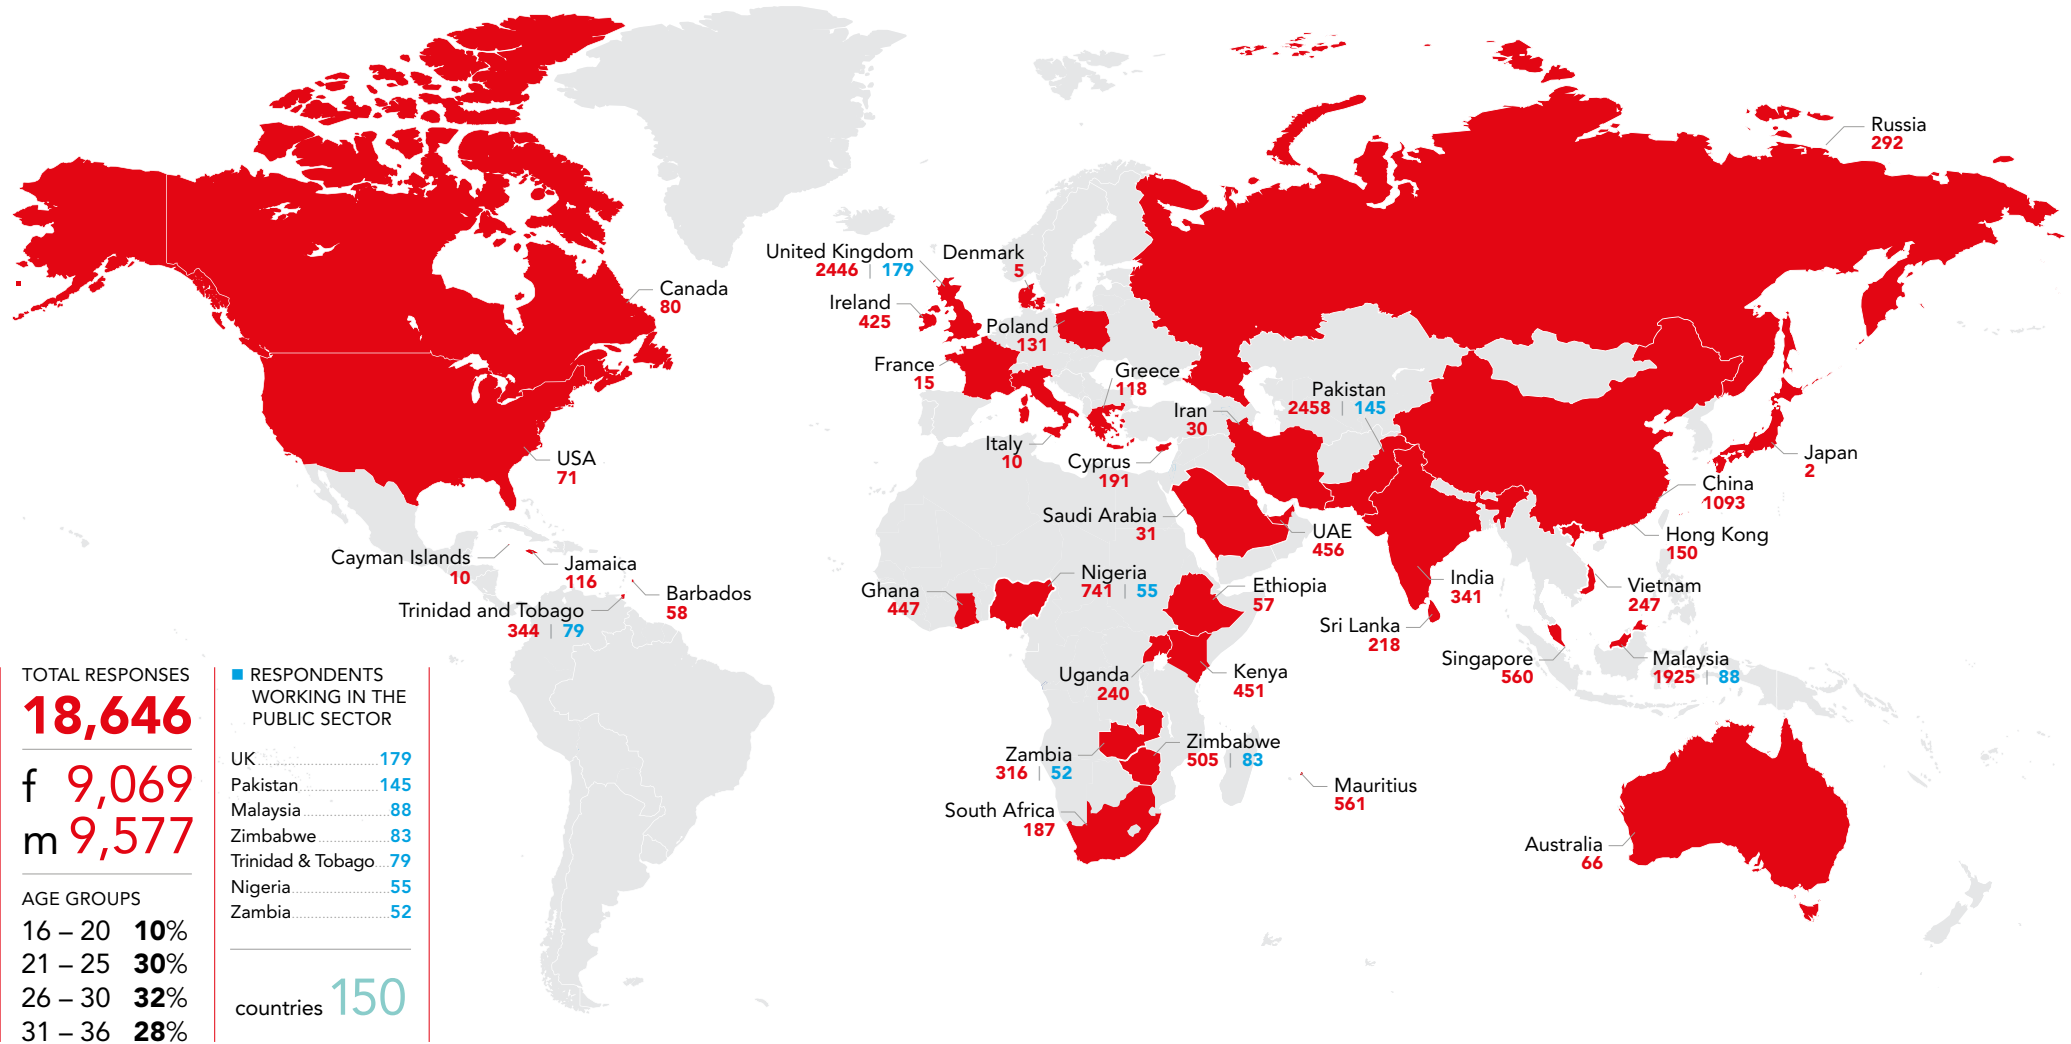 Russia
292
United Kingdom
2446 | 179
Denmark
5
Canada
80
Ireland
425
Poland
131
France
15
Greece
118
Pakistan
2458 | 145
Iran
30
Italy
10
Cyprus
191
Japan
2
USA
71
China
1093
Saudi Arabia
31
UAE
456
Hong Kong
150
Cayman Islands
10
Jamaica
116
Barbados
58
Trinidad and Tobago
344 | 79
Ghana
447
Nigeria
741 | 55
Ethiopia
57
India
341
Vietnam
247
Sri Lanka
218
Singapore
560
Malaysia
1925 | 88
Uganda
240
Kenya
451
Zambia
316 | 52
Zimbabwe
505 | 83
Mauritius
561
South Africa
187
Australia
66
TOTAL RESPONSES
18,646
f 9,069
m 9,577
AGE GROUPS
16 – 20 10%
21 – 25 30%
26 – 30 32%
31 – 36 28%
RESPONDENTS
WORKING IN THE
PUBLIC SECTOR
UK 179
Pakistan 145
Malaysia 88
Zimbabwe 83
Trinidad & Tobago 79
Nigeria 55
Zambia 52
countries 150